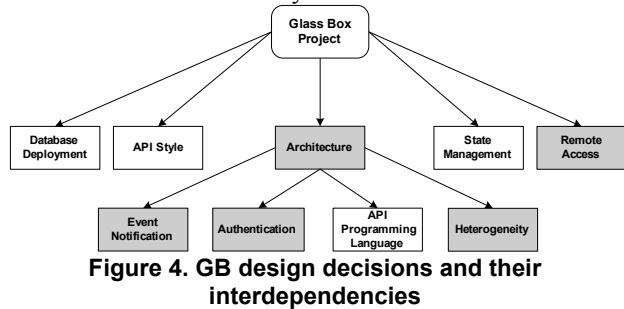 Glass Box
Project
Database
Deployment
API Style
Architecture
State
Management
Remote
Access
Event
Notification
Authentication
API
Programming
Language
Heterogeneity
Figure 4. GB design decisions and their
interdependencies